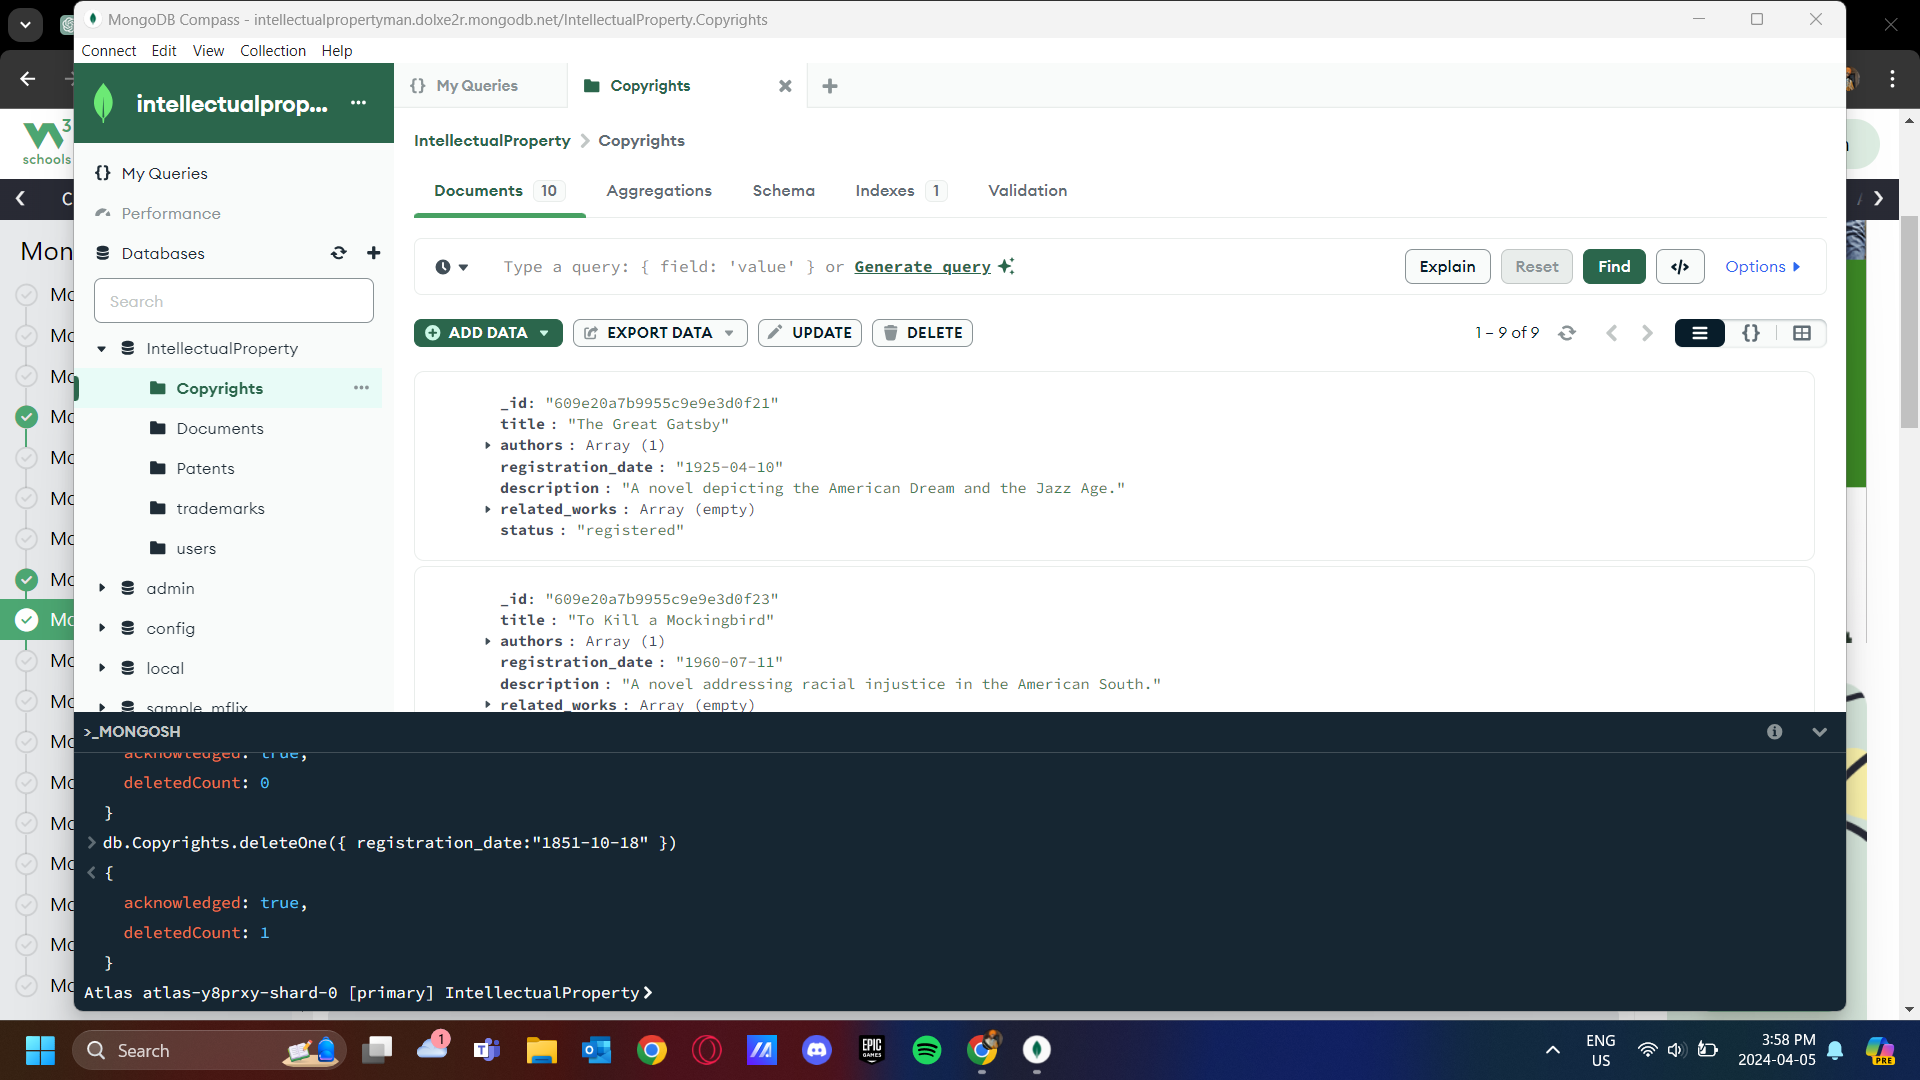 MongoDB Compass - intellectualpropertyman.dolxe2r.mongodb.net/IntellectualProperty.Copyrights
Connect Edit View Collection Help
intellectualprop... ...
{} My Queries
Copyrights
IntellectualProperty > Copyrights
Documents 10 Aggregations Schema Indexes 1 Validation
3
schools
{} My Queries
Performance
Databases
Search
IntellectualProperty
Copyrights ...
Documents
Patents
trademarks
users
admin
config
local
sample_mflix
Mon
Type a query: { field: 'value' } or Generate query
Explain Reset Find </> Options
ADD DATA EXPORT DATA UPDATE DELETE
1 – 9 of 9
{}
_id: "609e20a7b9955c9e9e3d0f21"
title : "The Great Gatsby"
authors : Array (1)
registration_date : "1925-04-10"
description : "A novel depicting the American Dream and the Jazz Age."
related_works : Array (empty)
status : "registered"
_id: "609e20a7b9955c9e9e3d0f23"
title : "To Kill a Mockingbird"
authors : Array (1)
registration_date : "1960-07-11"
description : "A novel addressing racial injustice in the American South."
related_works : Array (empty)
>_MONGOSH
acknowledged: true,
deletedCount: 0
}
> db.Copyrights.deleteOne({ registration_date:"1851-10-18" })
< {
acknowledged: true,
deletedCount: 1
}
Atlas atlas-y8prxy-shard-0 [primary] IntellectualProperty>
Search
1
EPIC GAMES
ENG
US
3:58 PM
2024-04-05
PRE